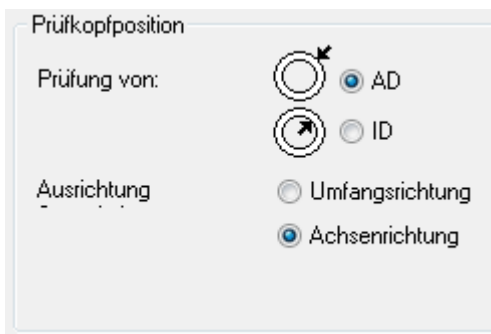 Prüfkopfposition
Prüfung von:
AD
ID
Ausrichtung
Umfangsrichtung
Achsenrichtung